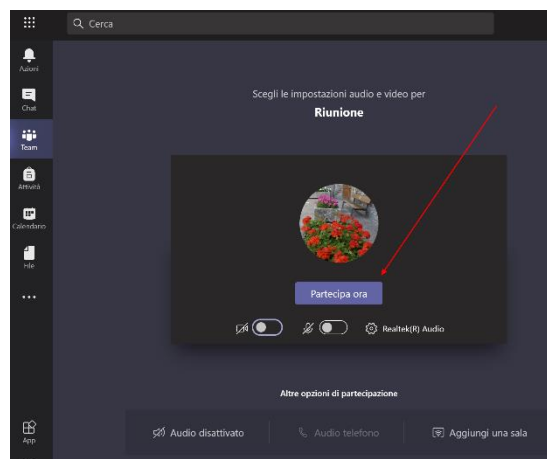 Cerca
Azioni
Chat
Team
Attività
Calendario
File
App
Scegli le impostazioni audio e video per
Riunione
Partecipa ora
Realtek(R) Audio
Altre opzioni di partecipazione
Audio disattivato
Audio telefono
Aggiungi una sala